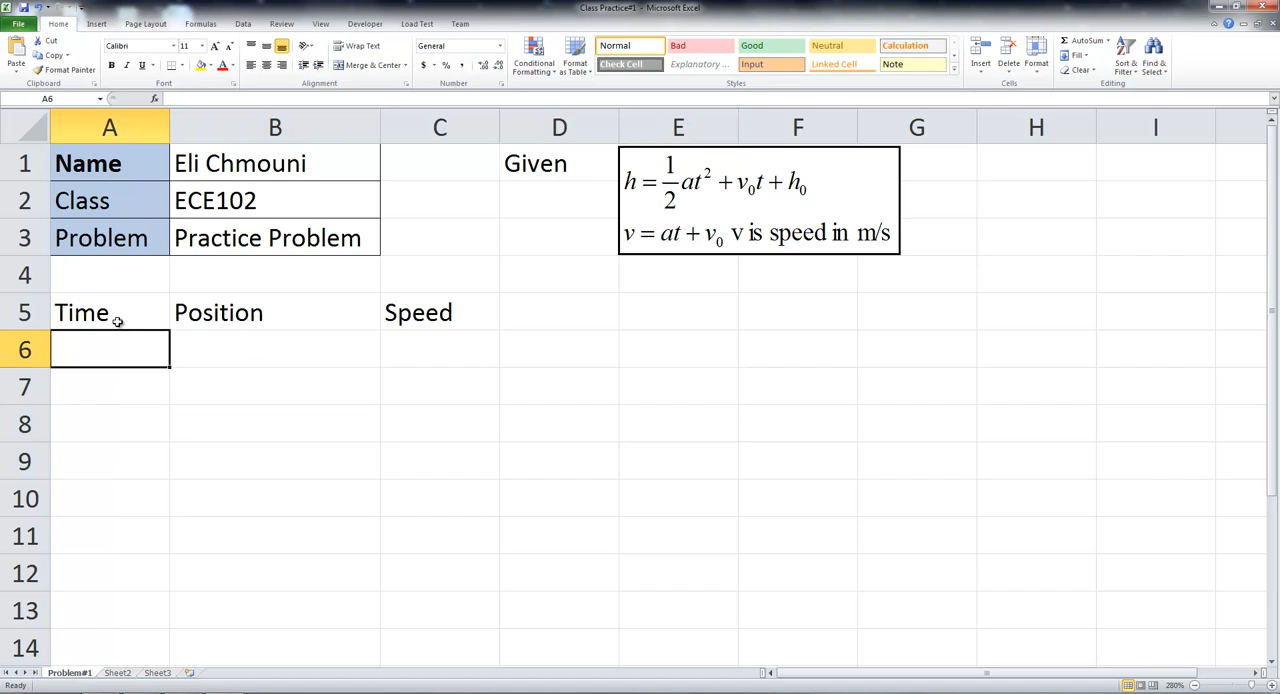 Class Practice#1 - Microsoft Excel
File Home Insert Page Layout Formulas Data Review View Developer Load Test Team
Paste
Cut
Copy
Format Painter
Clipboard
Calibri 11
B I U
Font
Wrap Text
Merge & Center
Alignment
General
$ % ,
Number
Conditional Formatting
Format as Table
Normal Bad Good Neutral Calculation
Check Cell Explanatory ... Input Linked Cell Note
Styles
Insert Delete Format
Cells
Σ AutoSum
Fill
Clear
Sort & Filter
Find & Select
Editing
A6 fx
A B C D E F G H I
1 Name Eli Chmouni Given
2 Class ECE102
3 Problem Practice Problem
h = 1/2 at² + v₀t + h₀
v = at + v₀ v is speed in m/s
4
5 Time Position Speed
6
7
8
9
10
11
12
13
14
Problem#1 Sheet2 Sheet3
Ready 280%